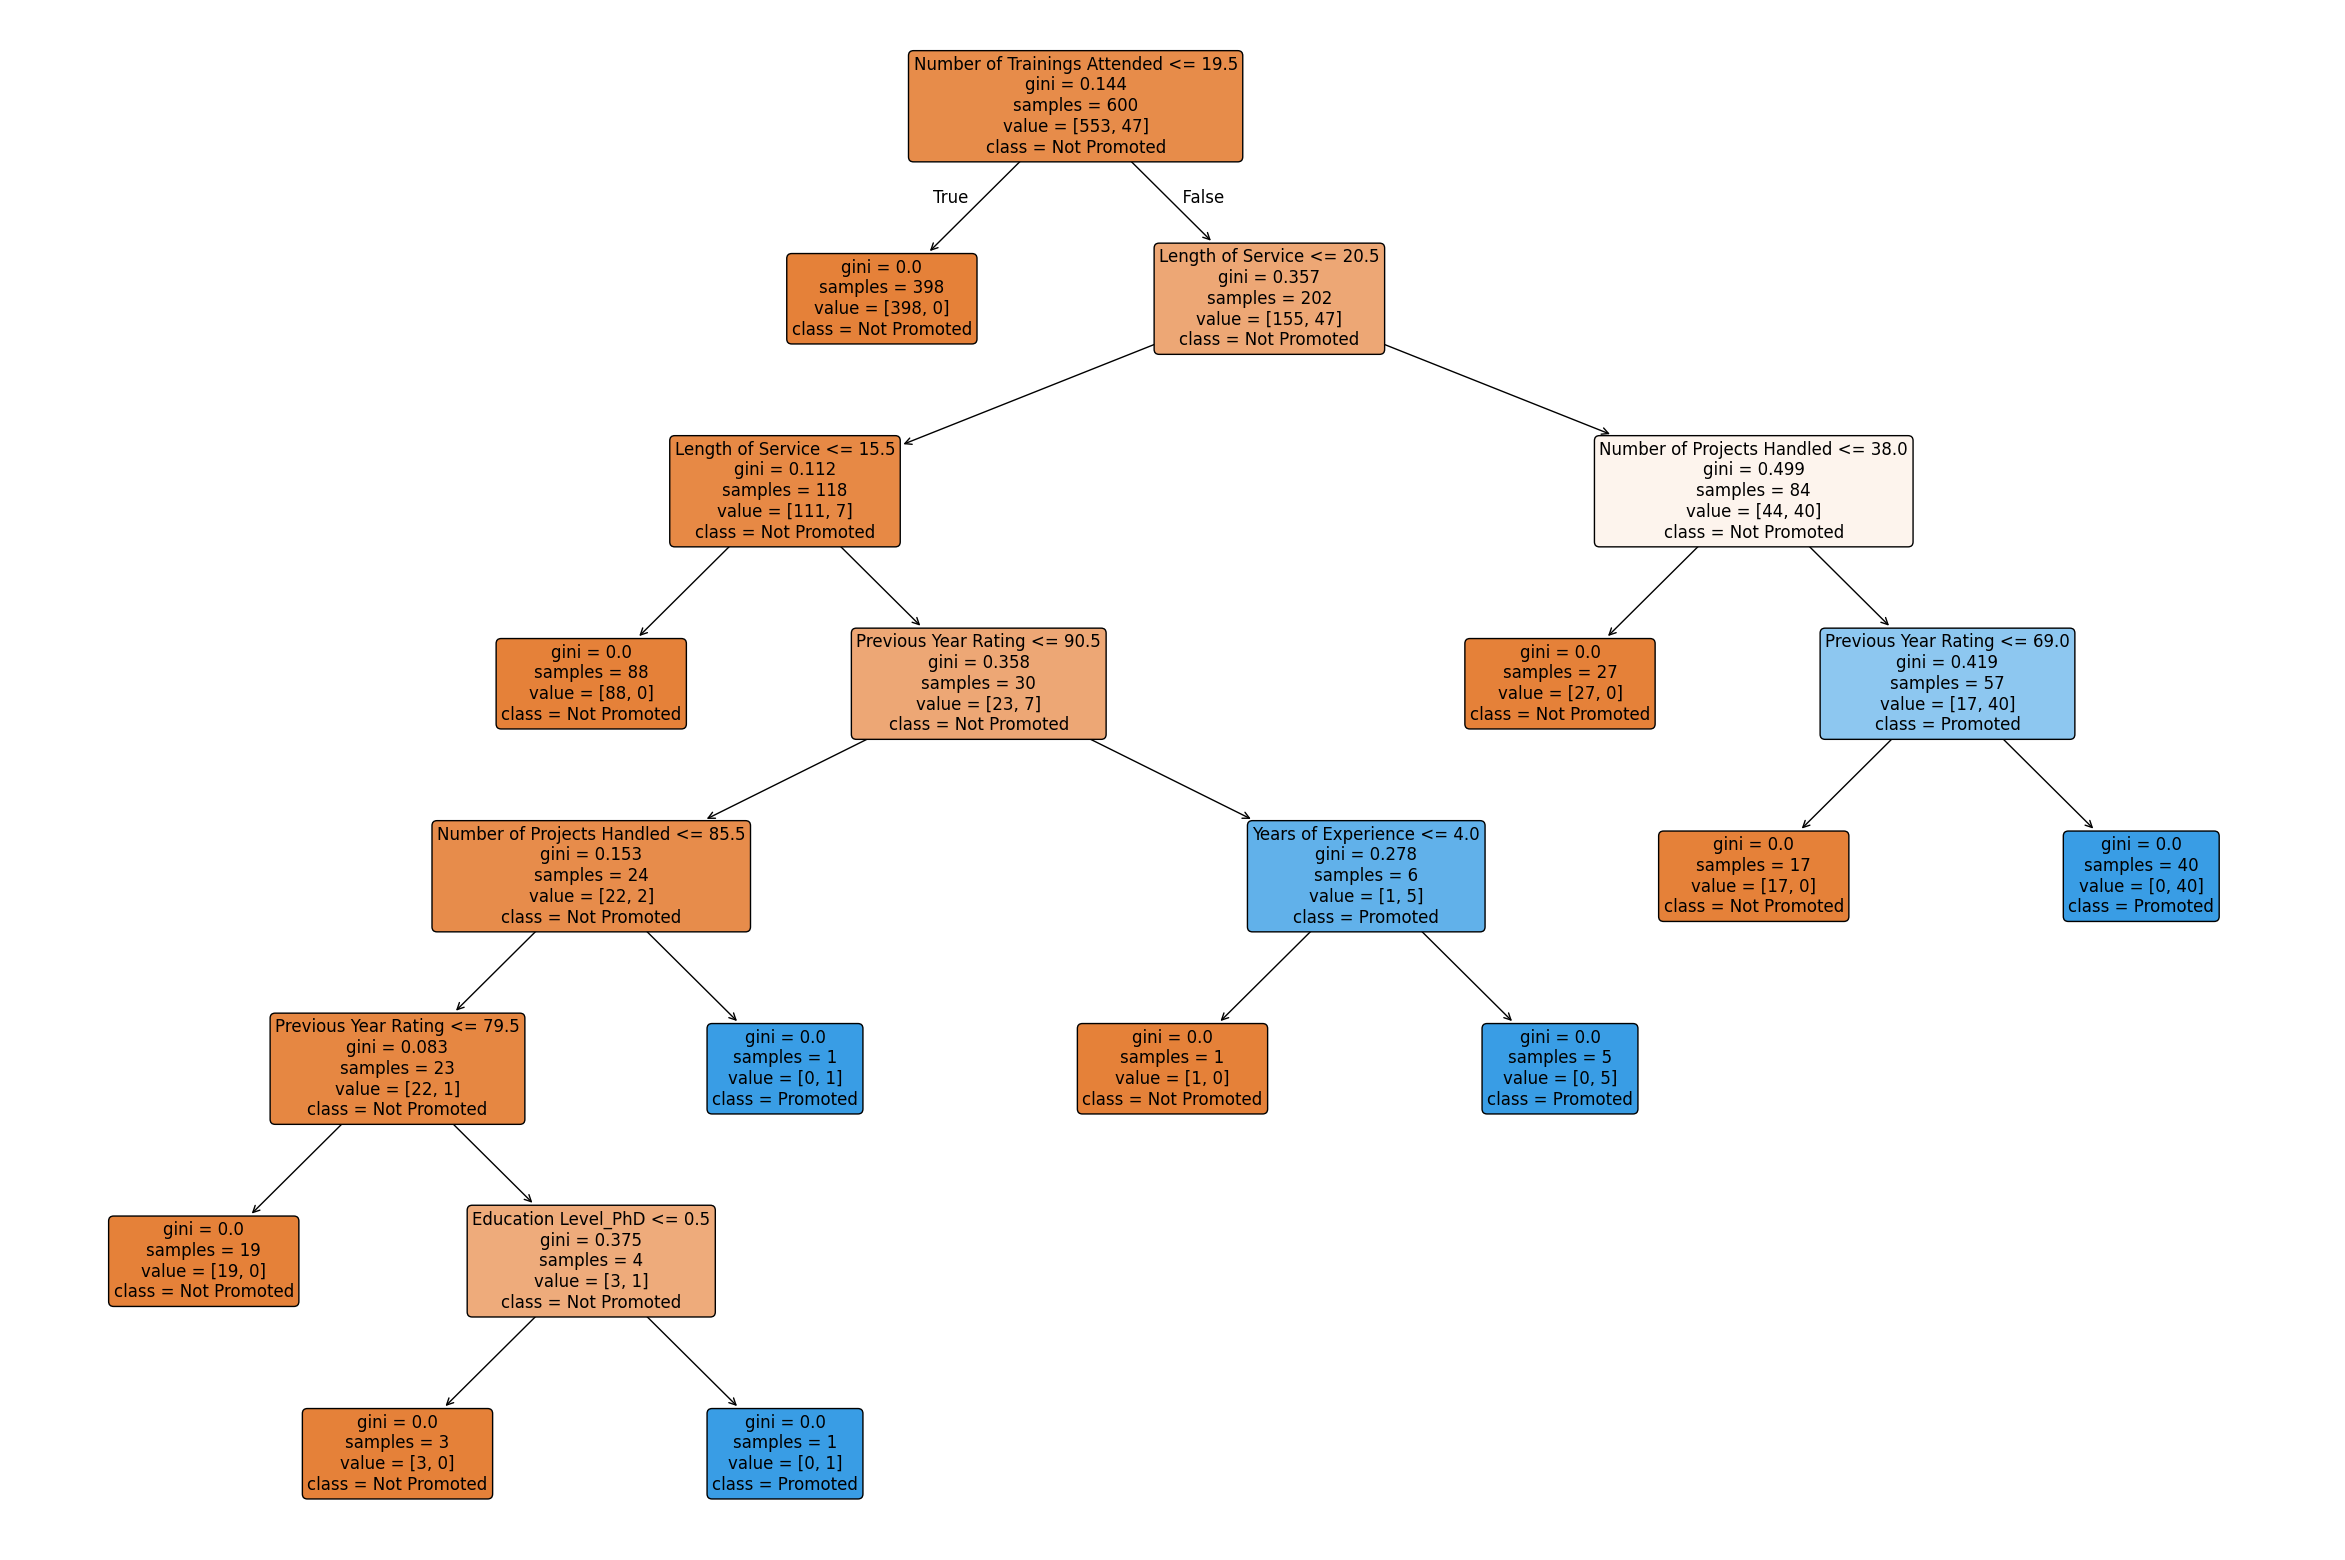 Number of Trainings Attended <= 19.5
gini = 0.144
samples = 600
value = [553, 47]
class = Not Promoted
True
False
gini = 0.0
samples = 398
value = [398, 0]
class = Not Promoted
Length of Service <= 20.5
gini = 0.357
samples = 202
value = [155, 47]
class = Not Promoted
Length of Service <= 15.5
gini = 0.112
samples = 118
value = [111, 7]
class = Not Promoted
Number of Projects Handled <= 38.0
gini = 0.499
samples = 84
value = [44, 40]
class = Not Promoted
gini = 0.0
samples = 88
value = [88, 0]
class = Not Promoted
Previous Year Rating <= 90.5
gini = 0.358
samples = 30
value = [23, 7]
class = Not Promoted
gini = 0.0
samples = 27
value = [27, 0]
class = Not Promoted
Previous Year Rating <= 69.0
gini = 0.419
samples = 57
value = [17, 40]
class = Promoted
Number of Projects Handled <= 85.5
gini = 0.153
samples = 24
value = [22, 2]
class = Not Promoted
Years of Experience <= 4.0
gini = 0.278
samples = 6
value = [1, 5]
class = Promoted
gini = 0.0
samples = 17
value = [17, 0]
class = Not Promoted
gini = 0.0
samples = 40
value = [0, 40]
class = Promoted
Previous Year Rating <= 79.5
gini = 0.083
samples = 23
value = [22, 1]
class = Not Promoted
gini = 0.0
samples = 1
value = [0, 1]
class = Promoted
gini = 0.0
samples = 1
value = [1, 0]
class = Not Promoted
gini = 0.0
samples = 5
value = [0, 5]
class = Promoted
gini = 0.0
samples = 19
value = [19, 0]
class = Not Promoted
Education Level_PhD <= 0.5
gini = 0.375
samples = 4
value = [3, 1]
class = Not Promoted
gini = 0.0
samples = 3
value = [3, 0]
class = Not Promoted
gini = 0.0
samples = 1
value = [0, 1]
class = Promoted